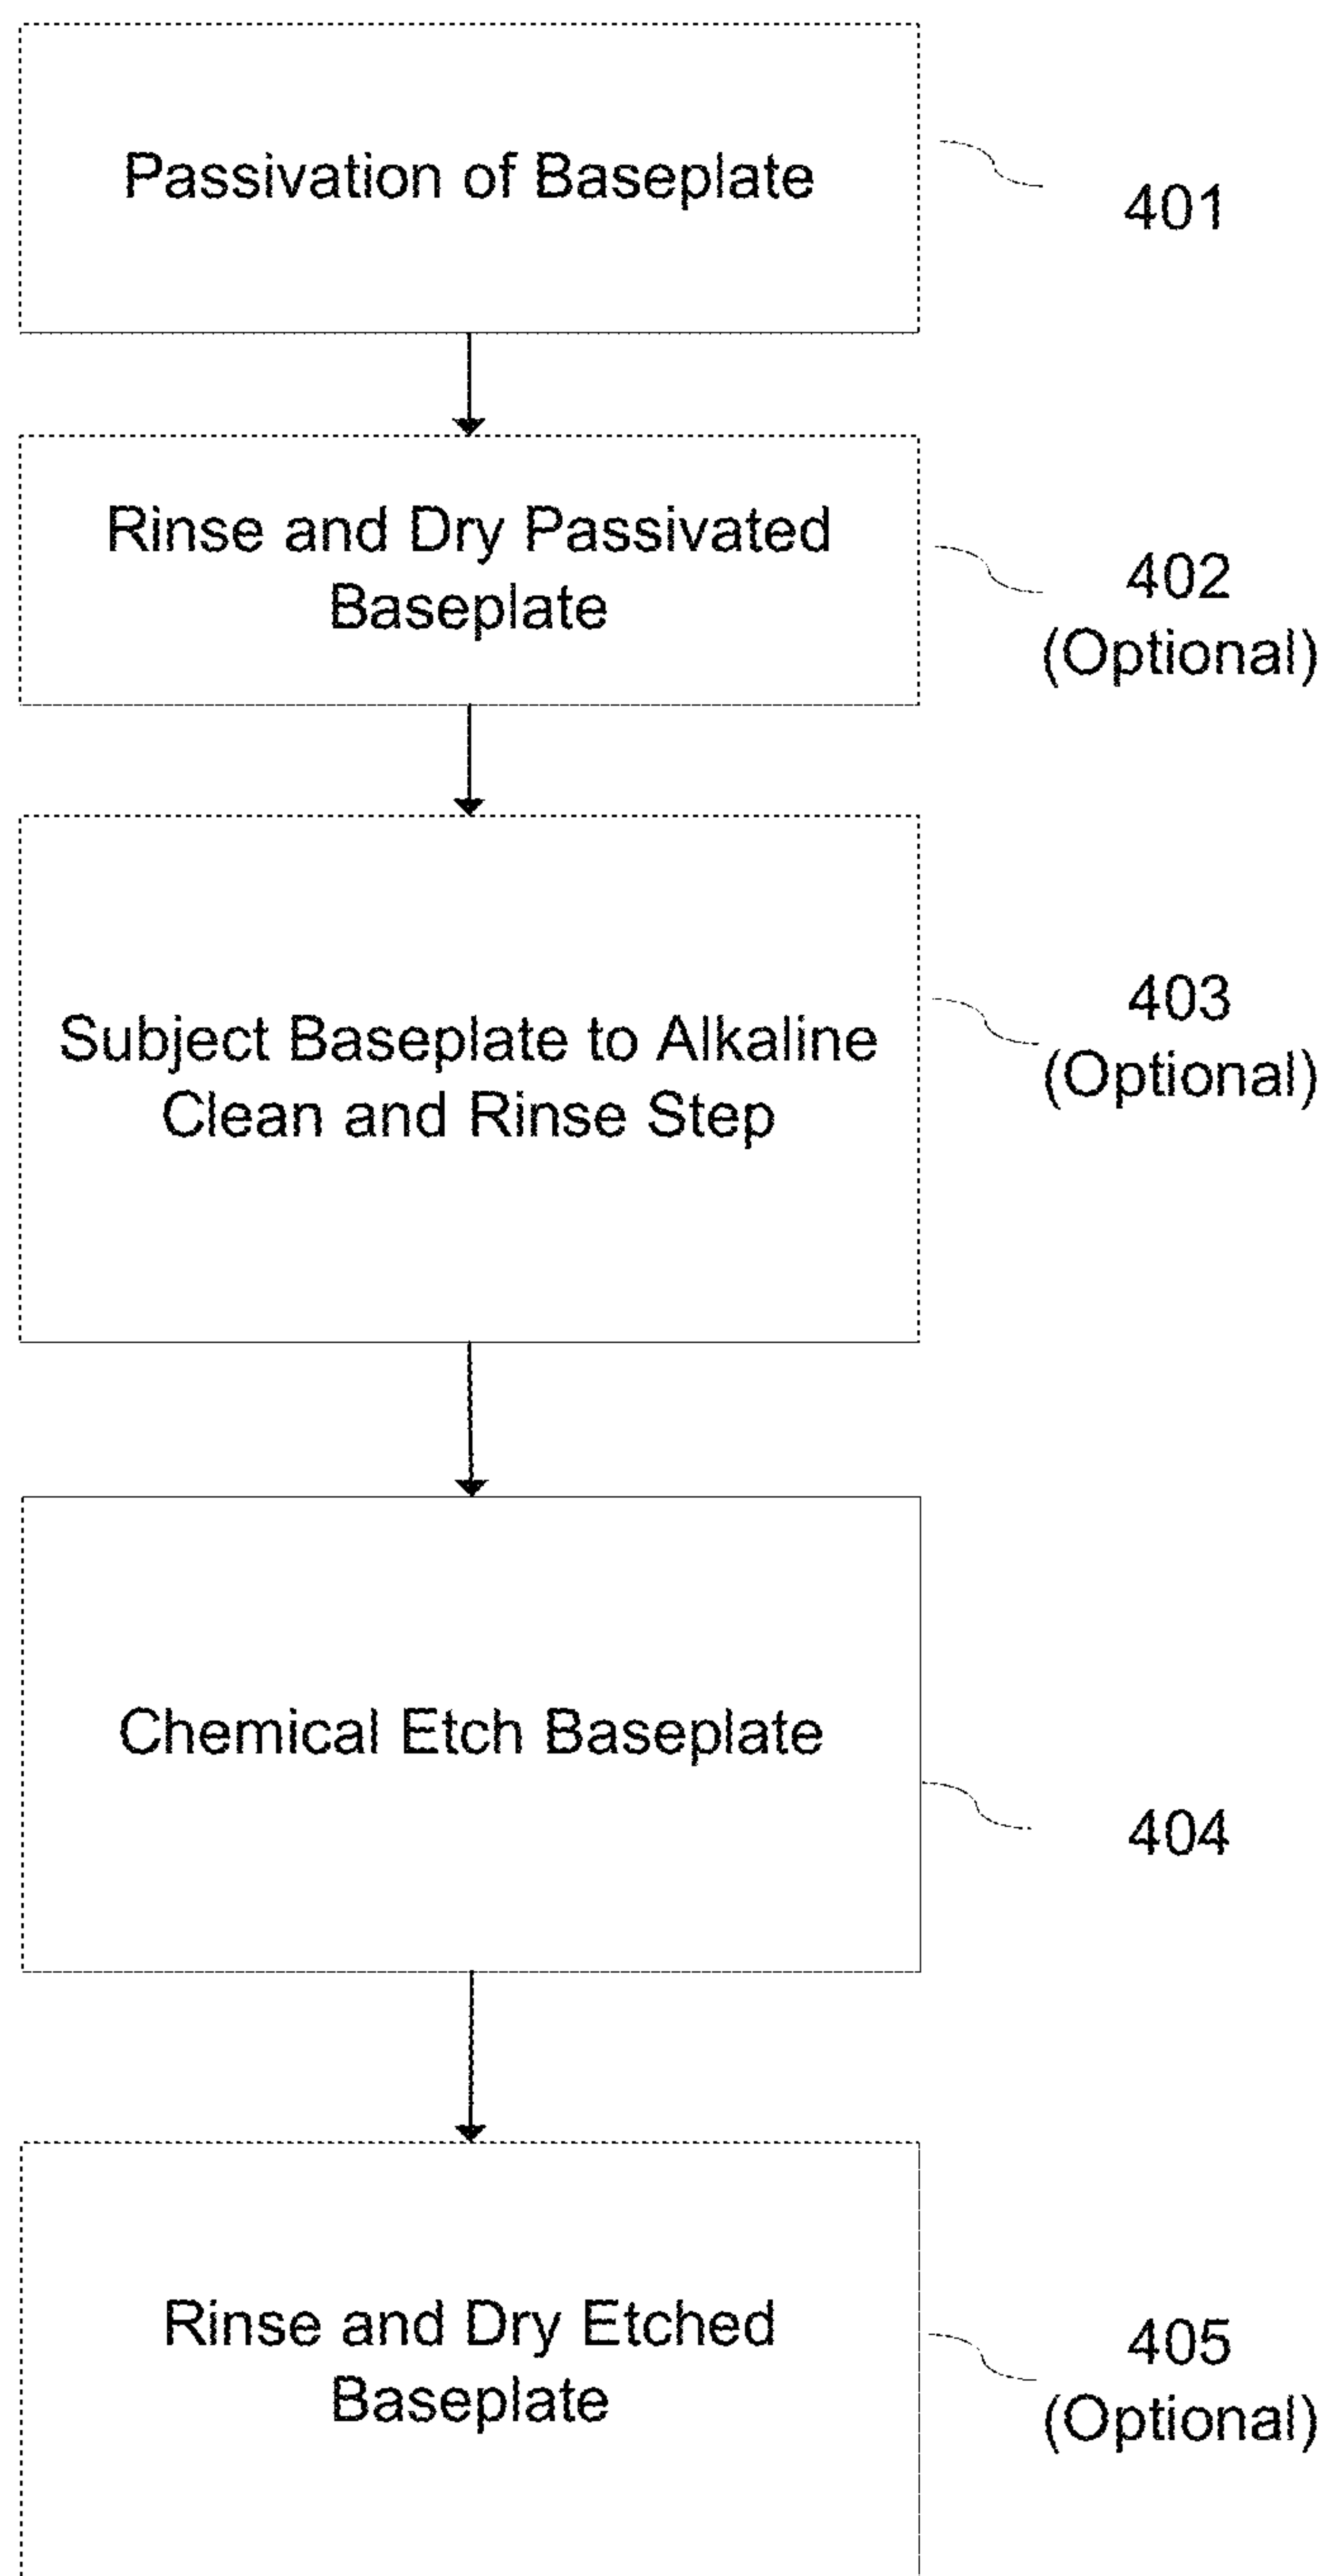 Passivation of Baseplate
401
Rinse and Dry Passivated
Baseplate
402
(Optional)
Subject Baseplate to Alkaline
Clean and Rinse Step
403
(Optional)
Chemical Etch Baseplate
404
Rinse and Dry Etched
Baseplate
405
(Optional)